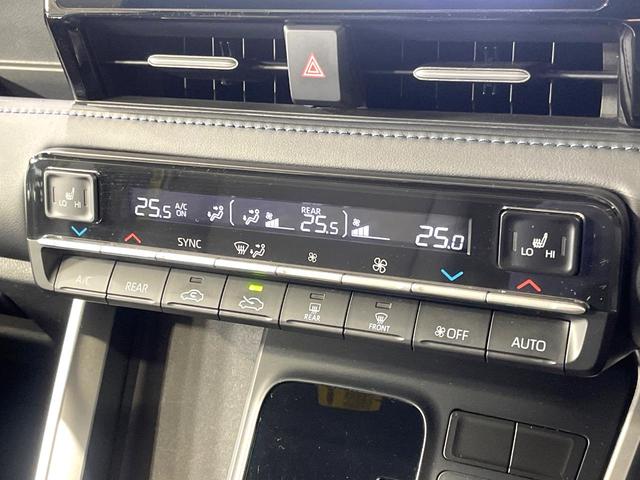 LO HI
25.5 A/C ON
REAR
25.5
25.0
LO HI
SYNC
A/C
REAR
REAR
FRONT
OFF
AUTO